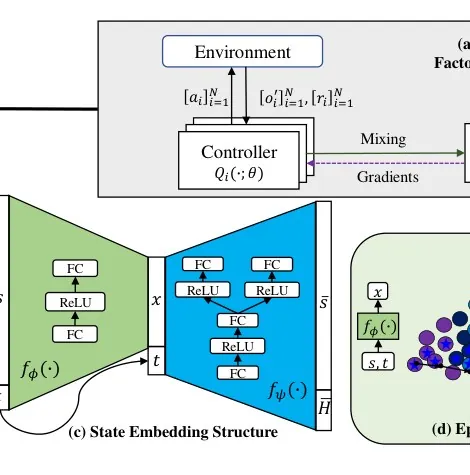 (a
Environment
Facto
[a_i]_{i=1}^N
[o_i']_{i=1}^N, [r_i]_{i=1}^N
Controller
Q_i(·; θ)
Mixing
Gradients
FC
ReLU
FC
f_ϕ(·)
x
t
FC
FC
ReLU
ReLU
FC
ReLU
FC
f_ψ(·)
s̄
H̄
(c) State Embedding Structure
x
f_ϕ(·)
s, t
(d) Ep